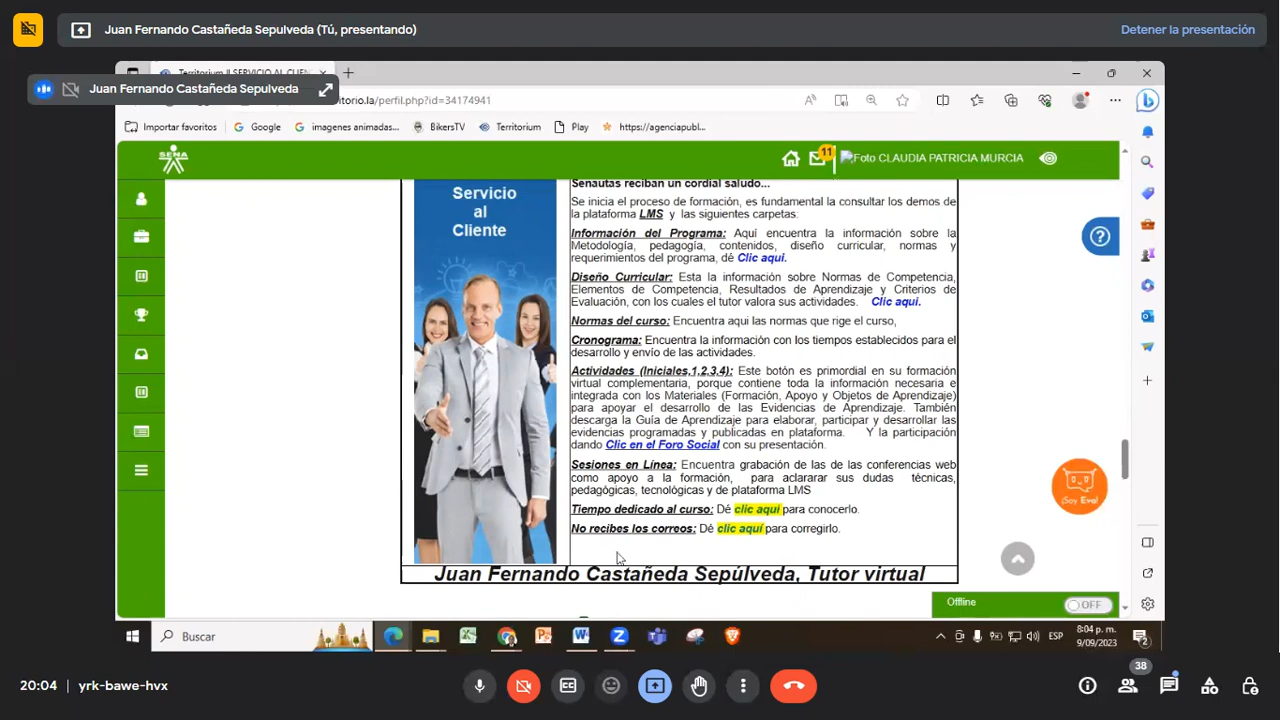 Juan Fernando Castañeda Sepulveda (Tú, presentando)
Detener la presentación
Territorium || SERVICIO AL CLIEN
Juan Fernando Castañeda Sepulveda
itorio.la/perfil.php?id=34174941
Importar favoritos
Google
imagenes animadas...
BikersTV
Territorium
Play
https://agenciapubl...
SENA
11
Foto CLAUDIA PATRICIA MURCIA
Servicio
al
Cliente
Senautas reciban un cordial saludo...
Se inicia el proceso de formación, es fundamental la consultar los demos de
la plataforma LMS y las siguientes carpetas:
Información del Programa: Aquí encuentra la información sobre la
Metodología, pedagogía, contenidos, diseño curricular, normas y
requerimientos del programa, dé Clic aqui.
Diseño Curricular: Esta la información sobre Normas de Competencia,
Elementos de Competencia, Resultados de Aprendizaje y Criterios de
Evaluación, con los cuales el tutor valora sus actividades. Clic aqui.
Normas del curso: Encuentra aqui las normas que rige el curso,
Cronograma: Encuentra la información con los tiempos establecidos para el
desarrollo y envío de las actividades.
Actividades (Iniciales,1,2,3,4): Este botón es primordial en su formación
virtual complementaria, porque contiene toda la información necesaria e
integrada con los Materiales (Formación, Apoyo y Objetos de Aprendizaje)
para apoyar el desarrollo de las Evidencias de Aprendizaje. También
descarga la Guía de Aprendizaje para elaborar, participar y desarrollar las
evidencias programadas y publicadas en plataforma. Y la participación
dando Clic en el Foro Social con su presentación.
Sesiones en Línea: Encuentra grabación de las de las conferencias web
como apoyo a la formación, para aclararar sus dudas técnicas,
pedagógicas, tecnológicas y de plataforma LMS
Tiempo dedicado al curso: Dé clic aquí para conocerlo.
No recibes los correos: Dé clic aquí para corregirlo.
Juan Fernando Castañeda Sepúlveda, Tutor virtual
¡Soy Eva!
Offline
OFF
Buscar
ESP
8:04 p. m.
9/09/2023
20:04
yrk-bawe-hvx
38